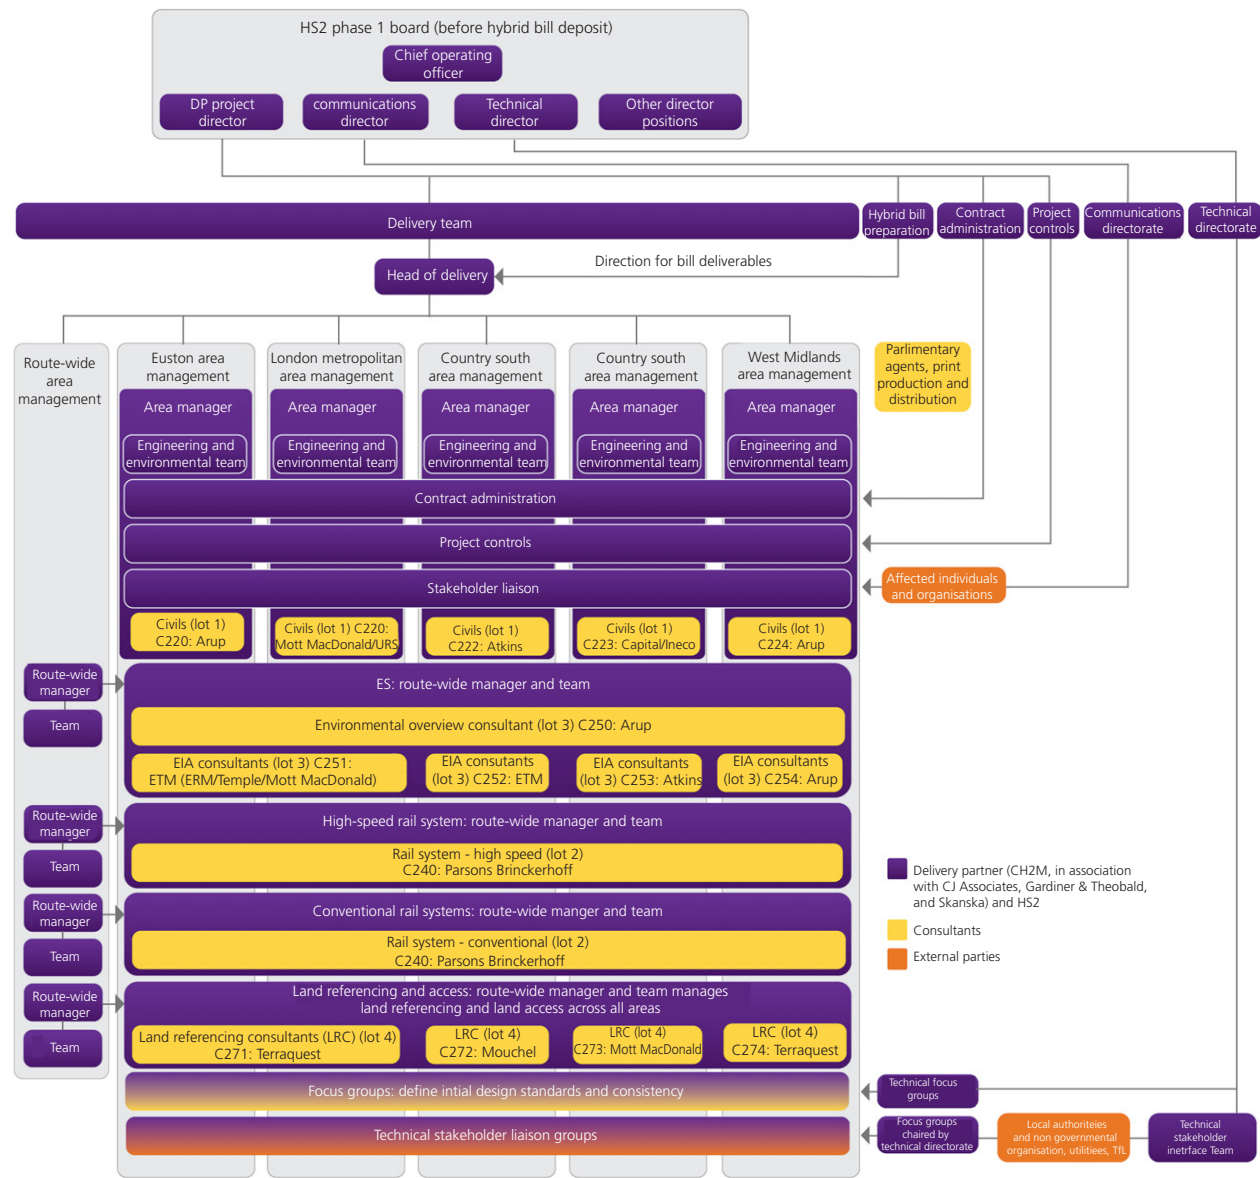 HS2 phase 1 board (before hybrid bill deposit)
Chief operating
officer
DP project
director
communications
director
Technical
director
Other director
positions
Delivery team
Hybrid bill
preparation
Contract
administration
Project
controls
Communications
directorate
Technical
directorate
Head of delivery
Direction for bill deliverables
Route-wide
area
management
Euston area
management
London metropolitan
area management
Country south
area management
Country south
area management
West Midlands
area management
Parlimentary
agents, print
production and
distribution
Area manager
Area manager
Area manager
Area manager
Area manager
Engineering and
environmental team
Engineering and
environmental team
Engineering and
environmental team
Engineering and
environmental team
Engineering and
environmental team
Contract administration
Project controls
Stakeholder liaison
Affected individuals
and organisations
Civils (lot 1)
C220: Arup
Civils (lot 1) C220:
Mott MacDonald/URS
Civils (lot 1)
C222: Atkins
Civils (lot 1)
C223: Capital/Ineco
Civils (lot 1)
C224: Arup
Route-wide
manager
Team
ES: route-wide manager and team
Environmental overview consultant (lot 3) C250: Arup
EIA consultants (lot 3) C251:
ETM (ERM/Temple/Mott MacDonald)
EIA consutants
(lot 3) C252: ETM
EIA consultants
(lot 3) C253: Atkins
EIA consultants
(lot 3) C254: Arup
Route-wide
manager
Team
High-speed rail system: route-wide manager and team
Rail system - high speed (lot 2)
C240: Parsons Brinckerhoff
Route-wide
manager
Team
Conventional rail systems: route-wide manger and team
Rail system - conventional (lot 2)
C240: Parsons Brinckerhoff
Route-wide
manager
Team
Land referencing and access: route-wide manager and team manages
land referencing and land access across all areas
Land referencing consultants (LRC) (lot 4)
C271: Terraquest
LRC (lot 4)
C272: Mouchel
LRC (lot 4)
C273: Mott MacDonald
LRC (lot 4)
C274: Terraquest
Delivery partner (CH2M, in association
with CJ Associates, Gardiner & Theobald,
and Skanska) and HS2
Consultants
External parties
Focus groups: define intial design standards and consistency
Technical focus
groups
Technical stakeholder liaison groups
Focus groups
chaired by
technical directorate
Local authoriteies
and non governmental
organisation, utilitiees, TfL
Technical
stakeholder
inetrface Team